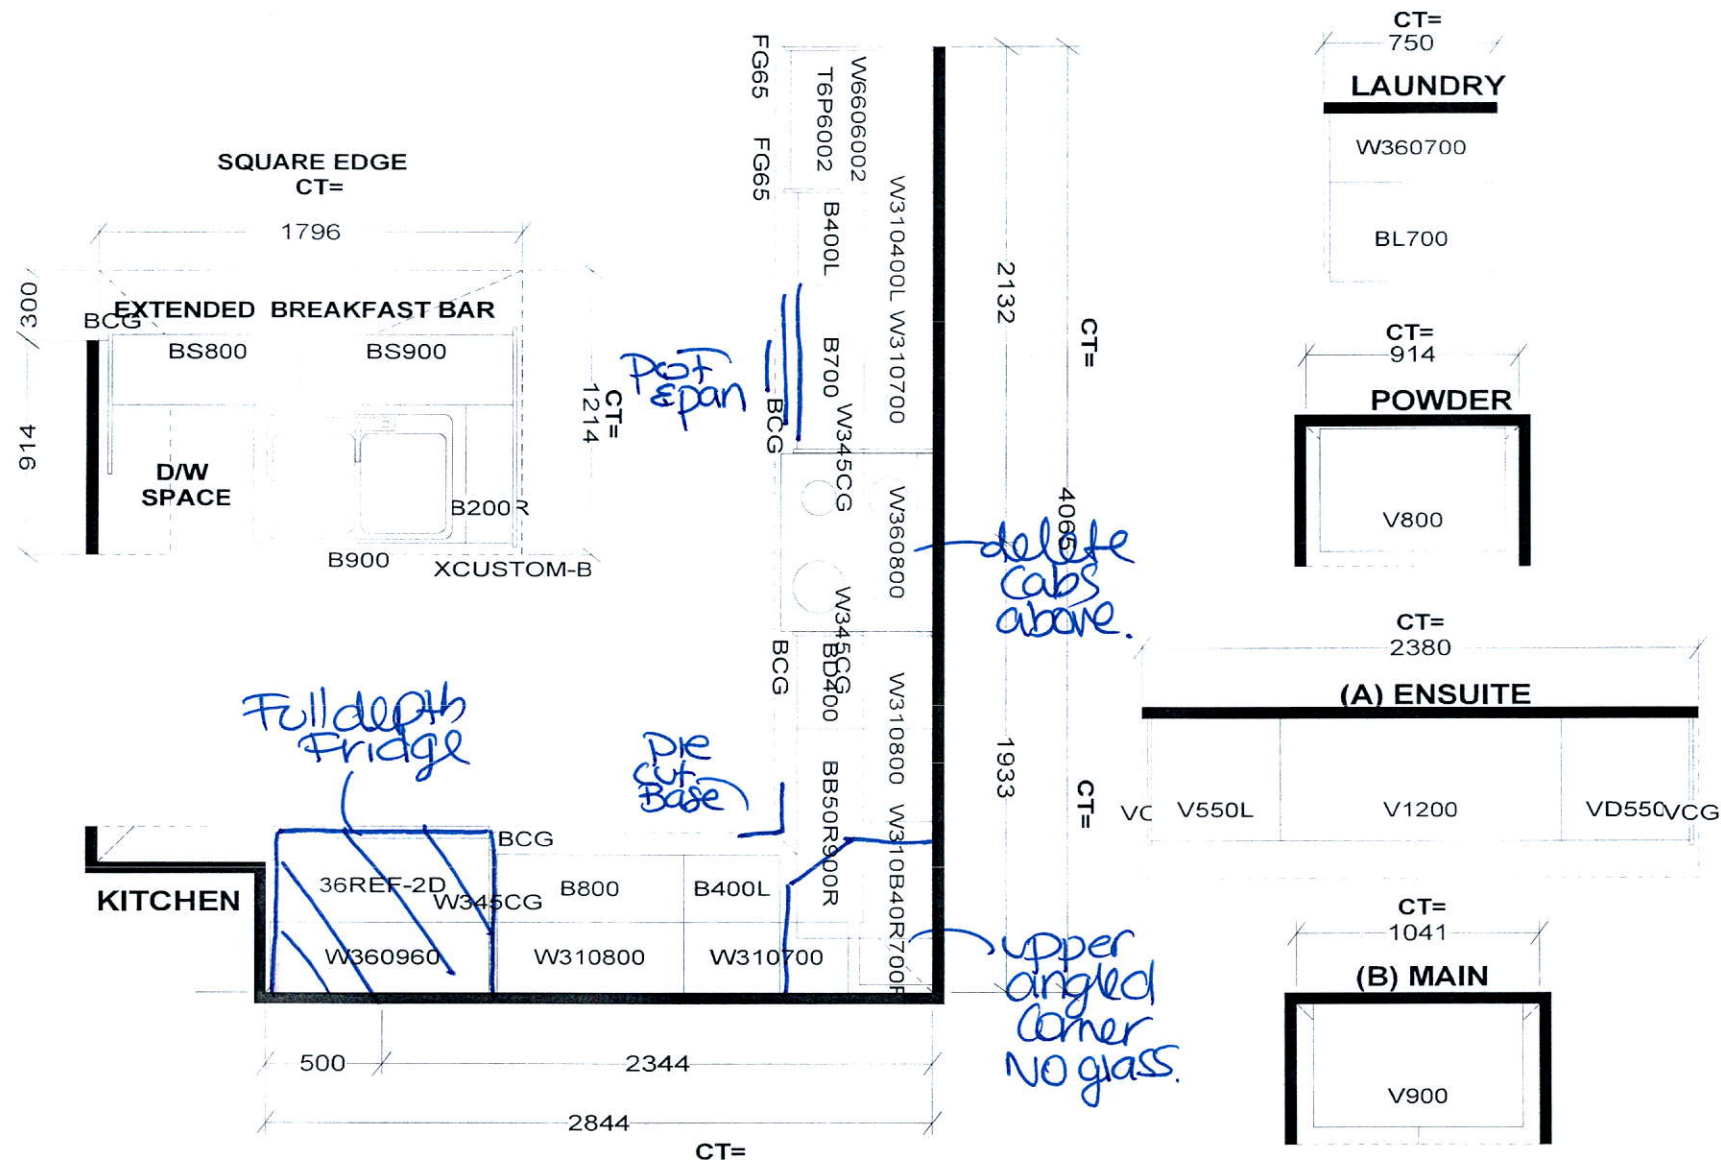 SQUARE EDGE
CT=
1796
300
EXTENDED BREAKFAST BAR
BCG
BS800
BS900
914
D/W
SPACE
B200R
B900
XCUSTOM-B
CT=
1214
FG65
FG65
T6P6002
W6606002
B400L
W310400L
B700
W310700
BCG
W345CG
W360800
W345CG
BCG
BD400
W310800
2132
CT=
4065
1933
CT=
Pot
& pan
delete
cabs
above.
Full depth
Fridge
pie
cut
Base
upper
angled
Corner
NO glass.
KITCHEN
36REF-2D
W345CG
W360960
BCG
B800
B400L
W310800
W310700
BB50R900R
W310B40R700R
500
2344
2844
CT=
CT=
750
LAUNDRY
W360700
BL700
CT=
914
POWDER
V800
CT=
2380
(A) ENSUITE
V550L
V1200
VD550
VCG
CT=
1041
(B) MAIN
V900